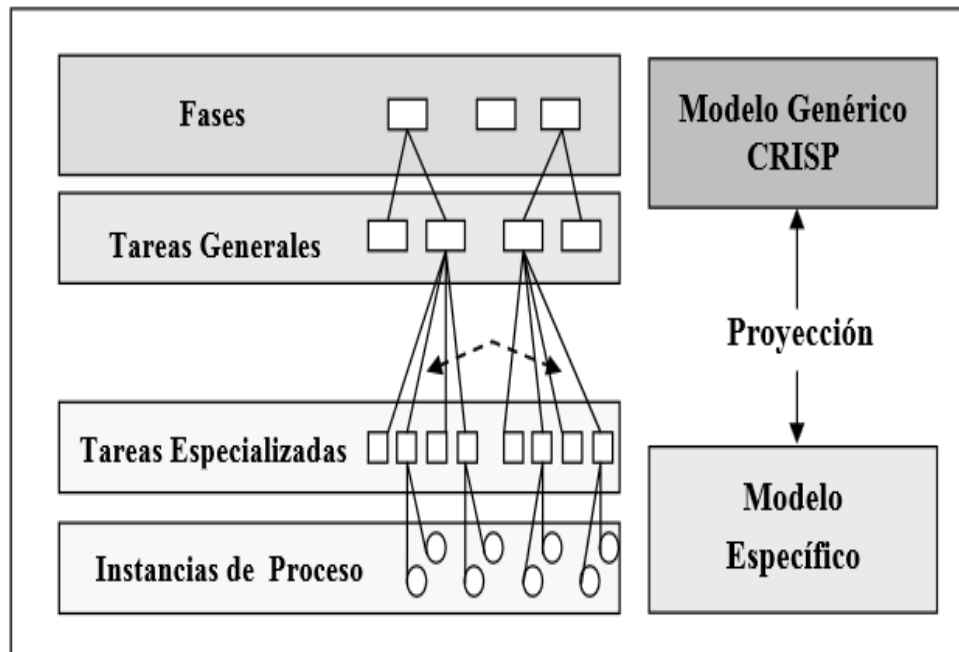 Fases
Tareas Generales
Tareas Especializadas
Instancias de Proceso
Modelo Genérico
CRISP
Proyección
Modelo
Específico